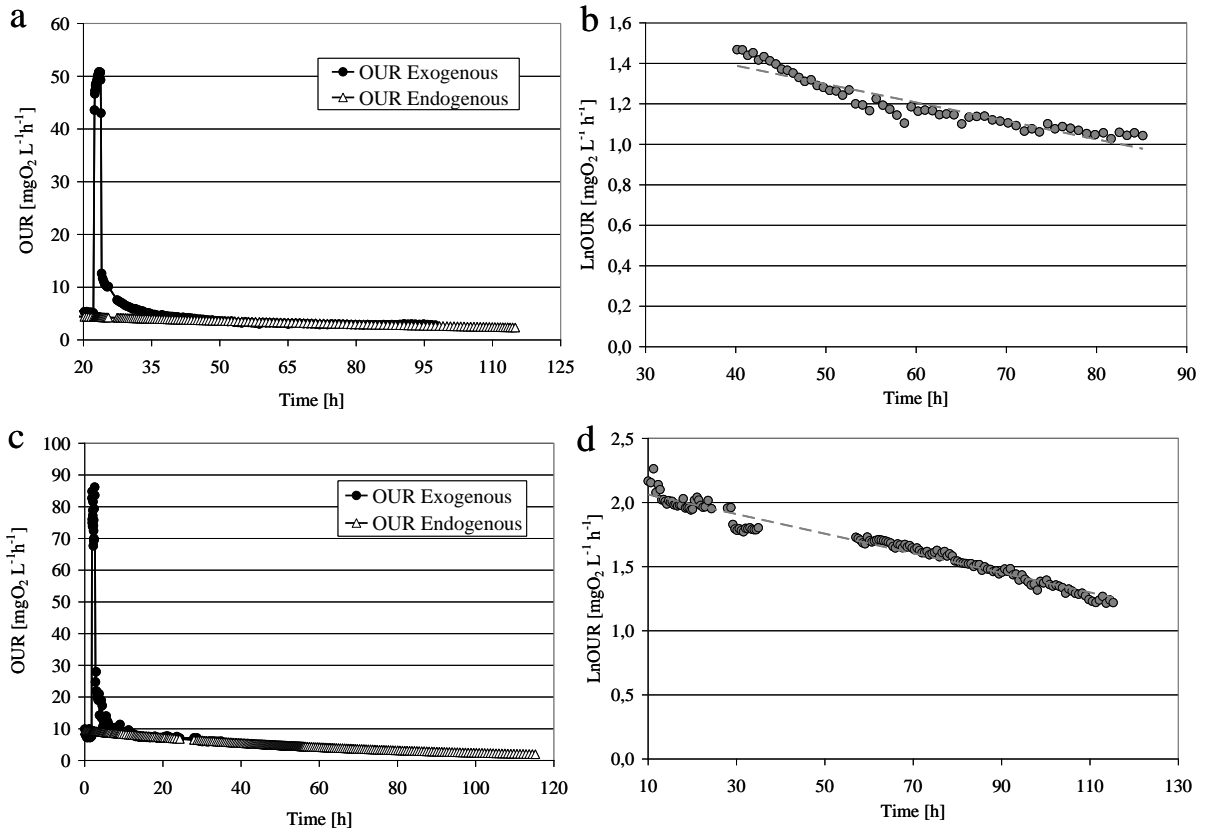 a
60
50
40
30
20
10
0
OUR [mgO₂ L⁻¹h⁻¹]
OUR Exogenous
OUR Endogenous
20 35 50 65 80 95 110 125
Time [h]
b
1,6
1,4
1,2
1,0
0,8
0,6
0,4
0,2
0,0
LnOUR [mgO₂ L⁻¹ h⁻¹]
30 40 50 60 70 80 90
Time [h]
c
100
90
80
70
60
50
40
30
20
10
0
OUR [mgO₂ L⁻¹h⁻¹]
OUR Exogenous
OUR Endogenous
0 20 40 60 80 100 120
Time [h]
d
2,5
2,0
1,5
1,0
0,5
0,0
LnOUR [mgO₂ L⁻¹ h⁻¹]
10 30 50 70 90 110 130
Time [h]